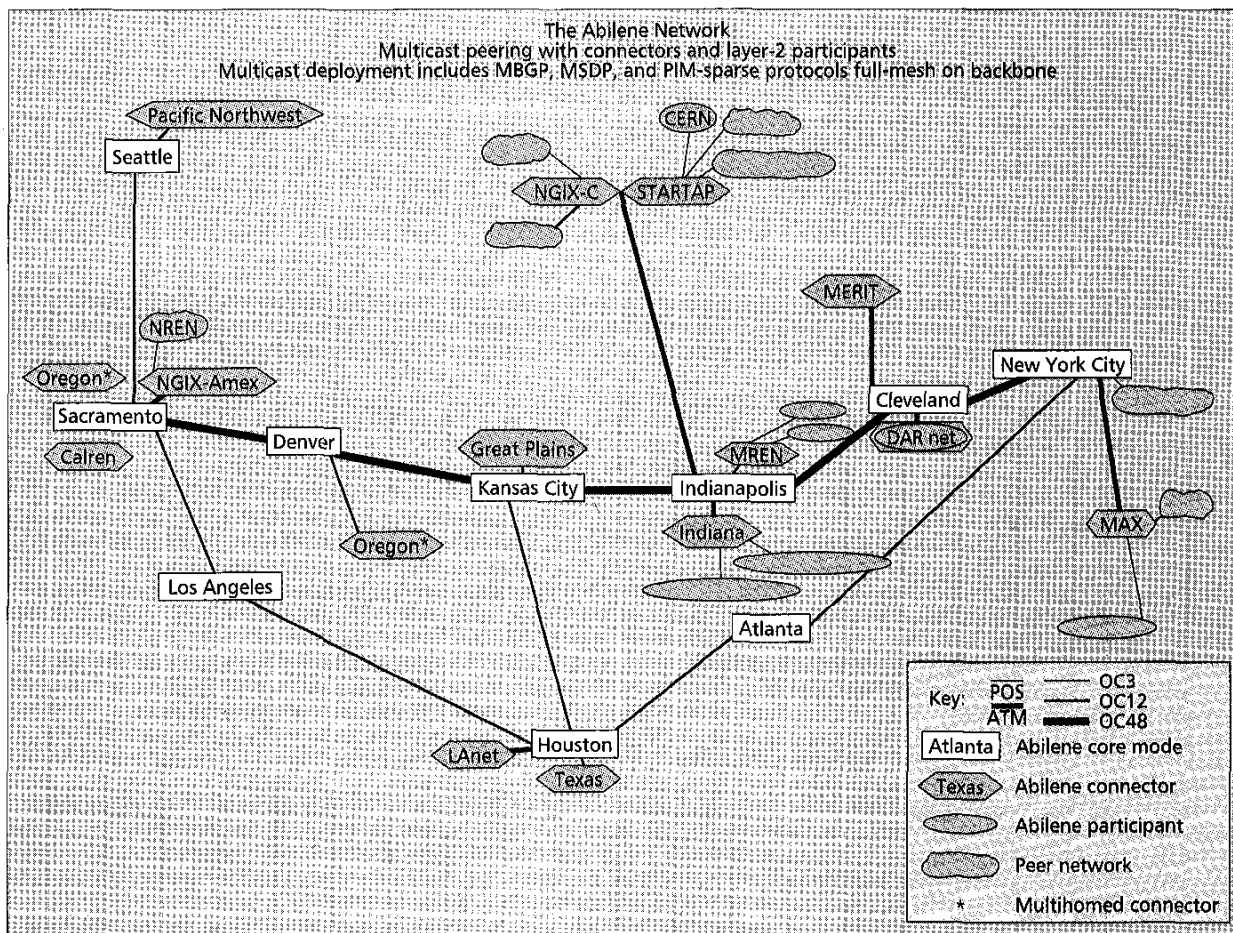 The Abilene Network
Multicast peering with connectors and layer-2 participants
Multicast deployment includes MBGP, MSDP, and PIM-sparse protocols full-mesh on backbone
Pacific Northwest
Seattle
CERN
NGIX-C
STARTAP
MERIT
NREN
Oregon*
NGIX-Amex
New York City
Sacramento
Cleveland
Denver
DAR net
Calren
Great Plains
MREN
Kansas City
Indianapolis
MAX
Oregon*
Indiana
Los Angeles
Atlanta
Houston
LAnet
Texas
Key:
POS
ATM
OC3
OC12
OC48
Atlanta Abilene core mode
Texas Abilene connector
Abilene participant
Peer network
* Multihomed connector